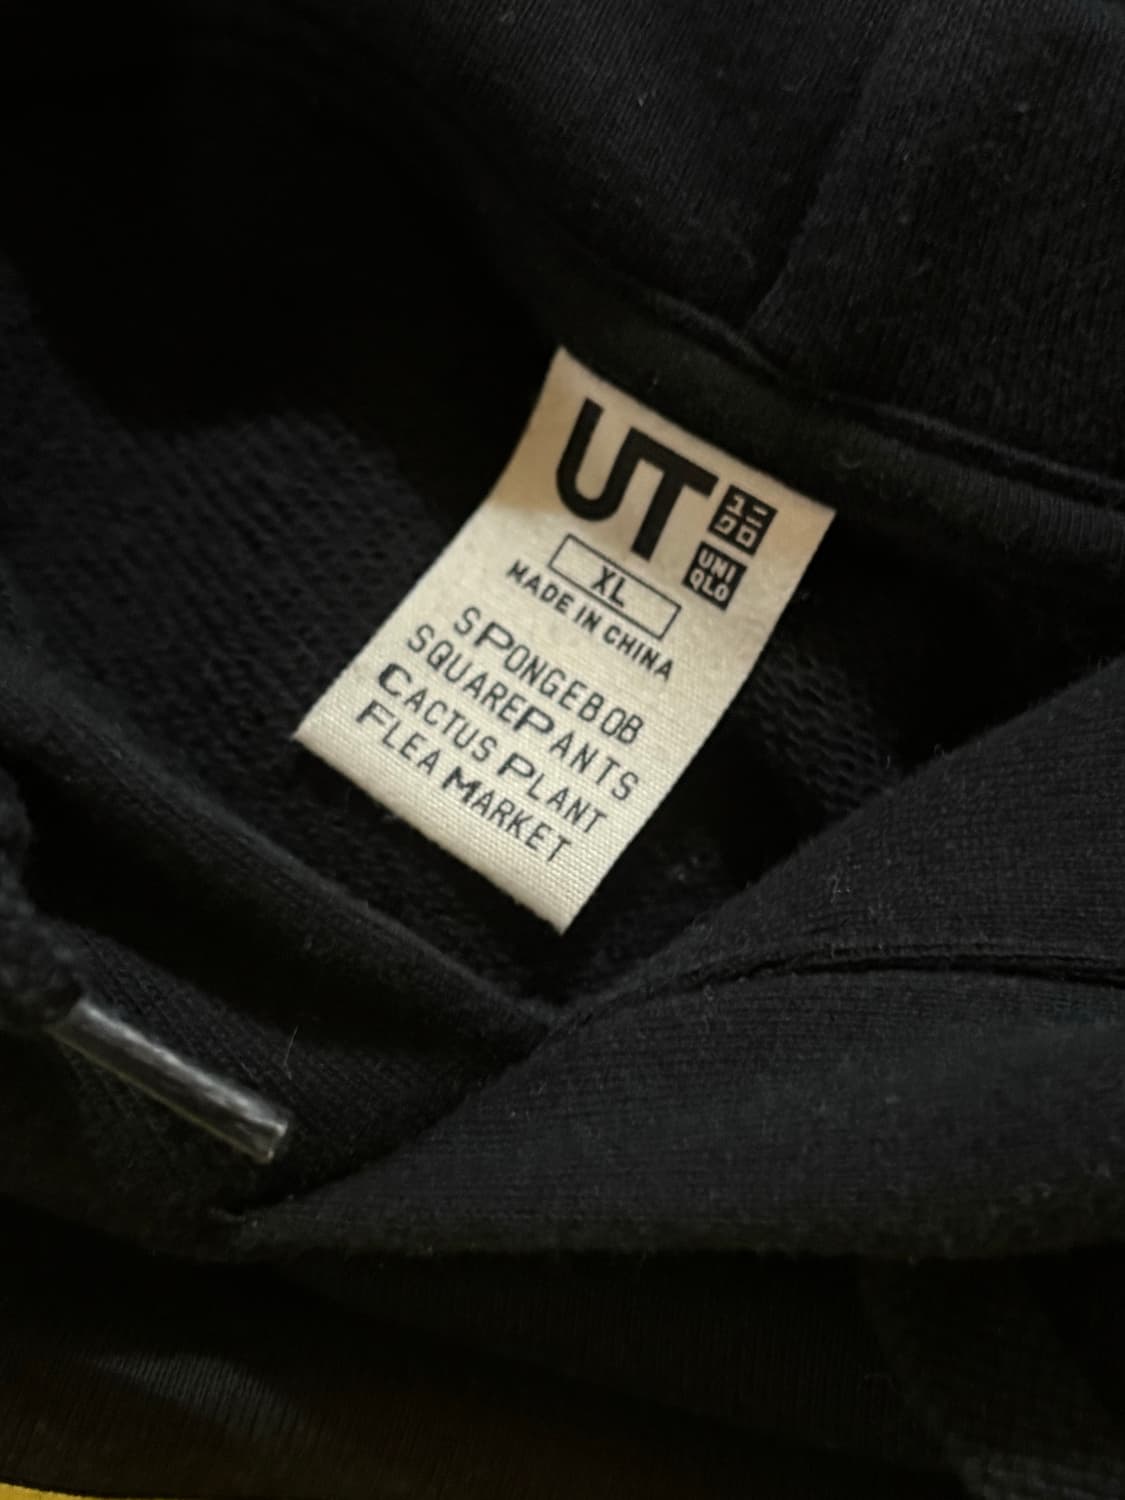 UT
ユニ
クロ
UNI
QLO
XL
MADE IN CHINA
SPONGEBOB
SQUAREPANTS
CACTUS PLANT
FLEA MARKET